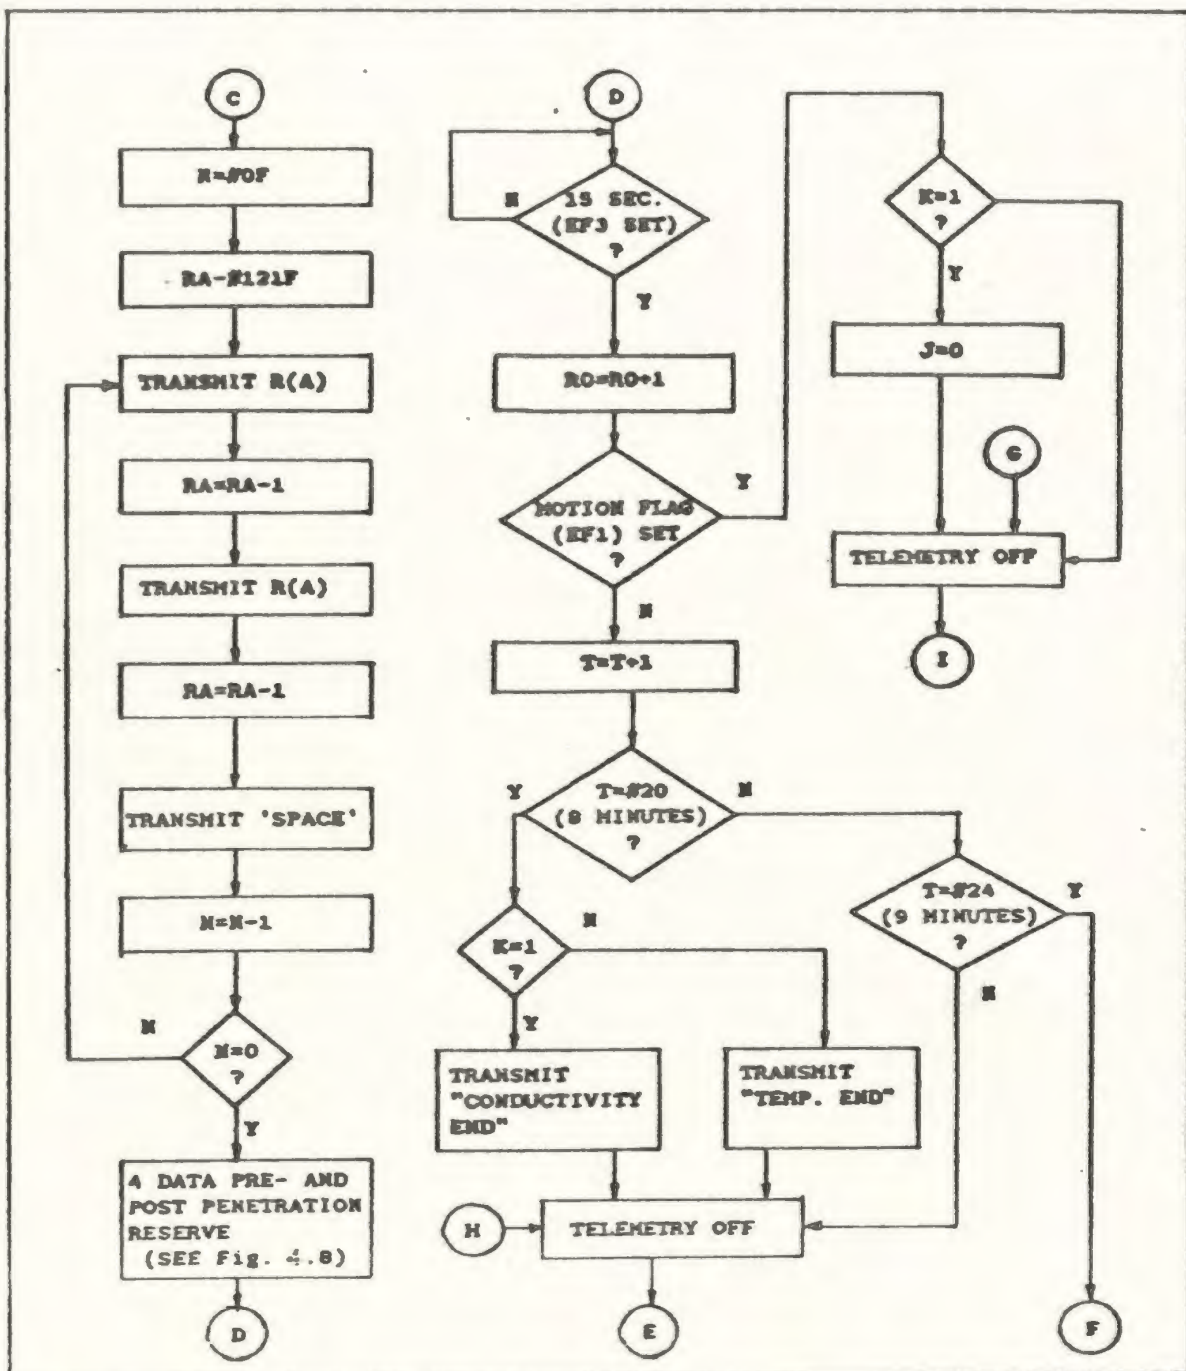 C
N=#0F
RA-#121F
TRANSMIT R(A)
RA=RA-1
TRANSMIT R(A)
RA=RA-1
TRANSMIT 'SPACE'
N=N-1
N
N=0
?
Y
4 DATA PRE- AND
POST PENETRATION
RESERVE
(SEE Fig. 4.8)
D
D
N
15 SEC.
(EF3 SET)
?
Y
R0=R0+1
MOTION FLAG
(EF1) SET
?
Y
N
T=T+1
T=#20
(8 MINUTES)
?
Y
N
K=1
?
N
Y
TRANSMIT
"CONDUCTIVITY
END"
TRANSMIT
"TEMP. END"
H
TELEMETRY OFF
E
K=1
?
Y
J=0
G
TELEMETRY OFF
I
T=#24
(9 MINUTES)
?
Y
N
F